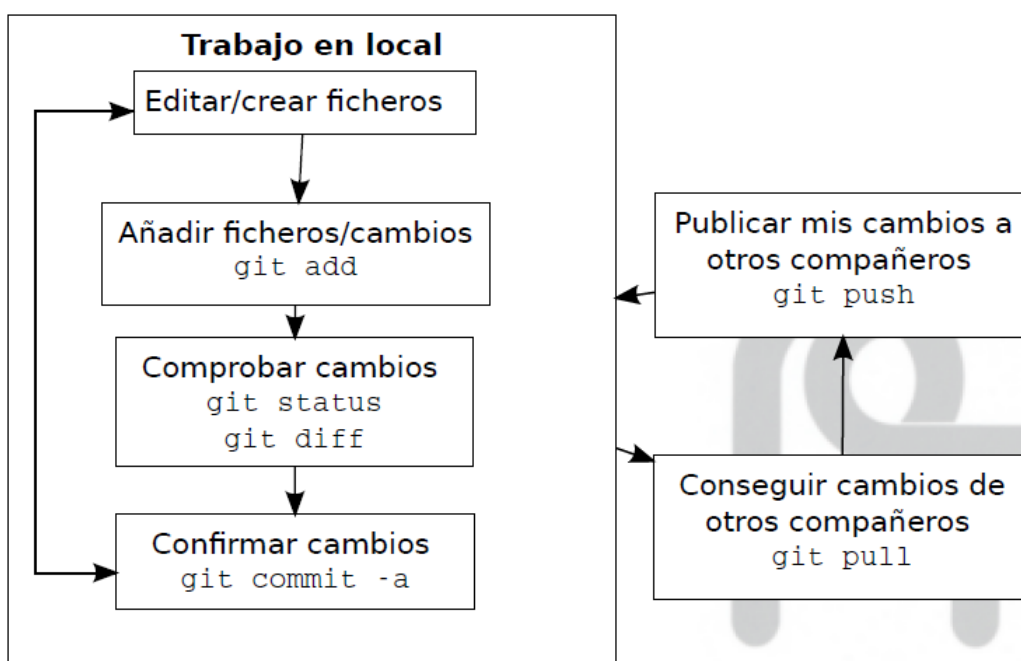 Trabajo en local
Editar/crear ficheros
Añadir ficheros/cambios
git add
Comprobar cambios
git status
git diff
Confirmar cambios
git commit -a
Publicar mis cambios a
otros compañeros
git push
Conseguir cambios de
otros compañeros
git pull